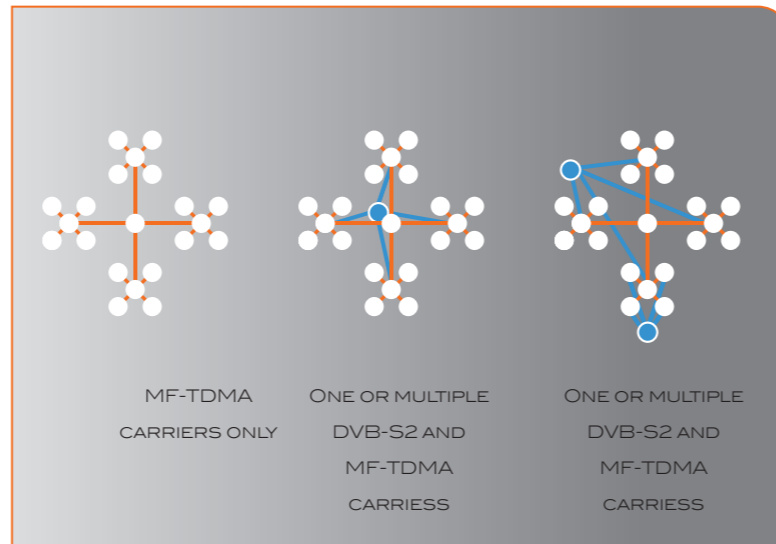 MF-TDMA
CARRIERS ONLY
ONE OR MULTIPLE
DVB-S2 AND
MF-TDMA
CARRIESS
ONE OR MULTIPLE
DVB-S2 AND
MF-TDMA
CARRIESS